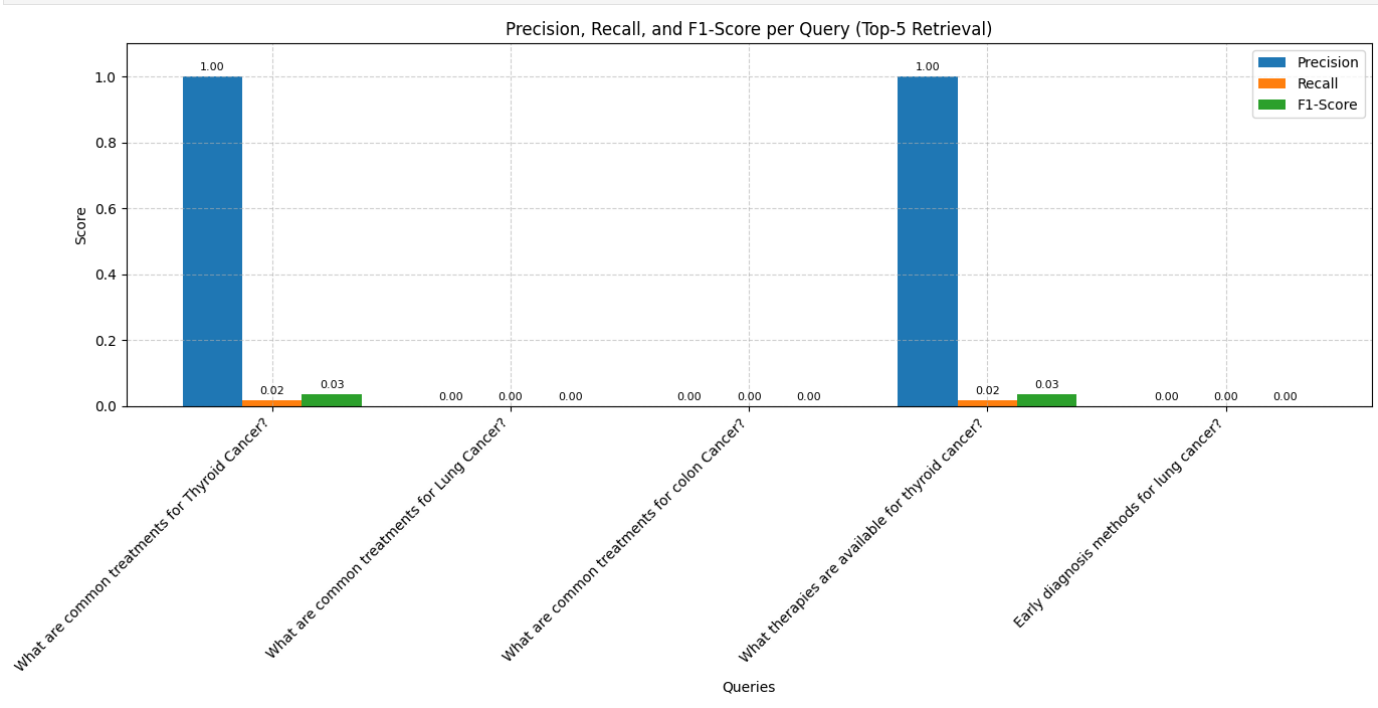 Precision, Recall, and F1-Score per Query (Top-5 Retrieval)
Precision
Recall
F1-Score
Score
1.0
0.8
0.6
0.4
0.2
0.0
1.00
0.02
0.03
0.00
0.00
0.00
0.00
0.00
0.00
1.00
0.02
0.03
0.00
0.00
0.00
What are common treatments for Thyroid Cancer?
What are common treatments for Lung Cancer?
What are common treatments for colon Cancer?
What therapies are available for thyroid cancer?
Early diagnosis methods for lung cancer?
Queries